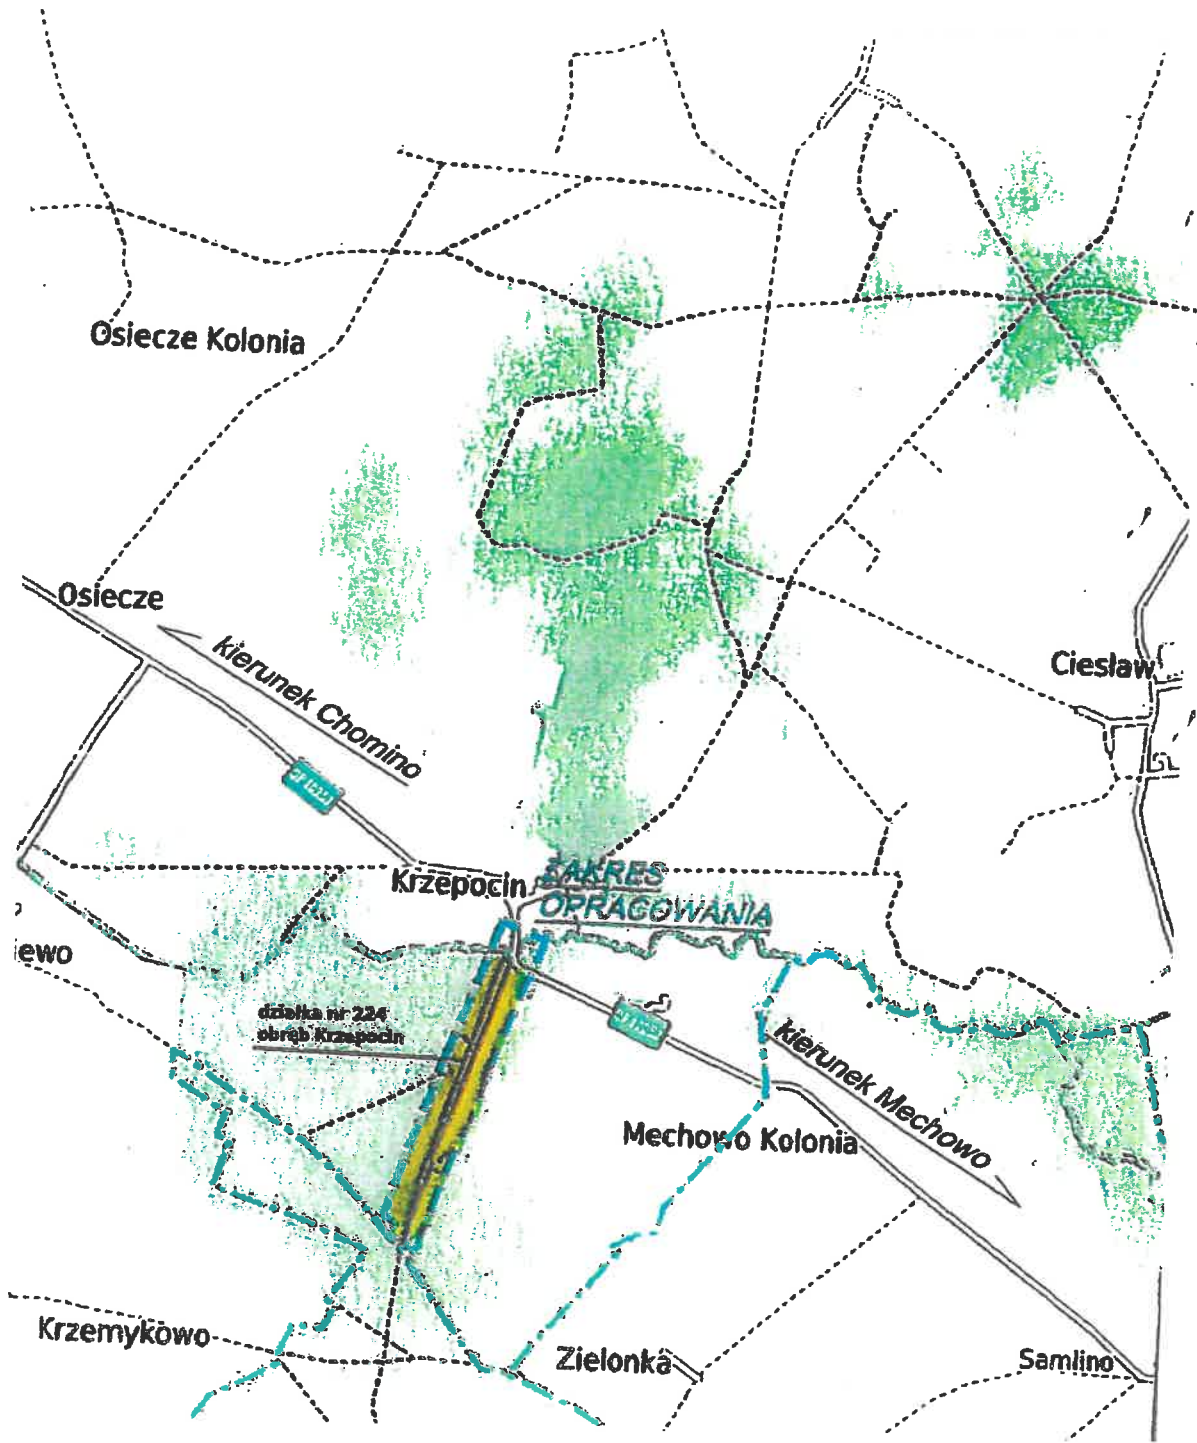 Osiecze Kolonia
Osiecze
kierunek Chomino
Ciesław
ZAKRES
Krzepocin
OPRACOWANIA
ewo
działka nr 224
obręb Krzepocin
kierunek Mechowo
Mechowo Kolonia
Krzemykowo
Zielonka
Samlino